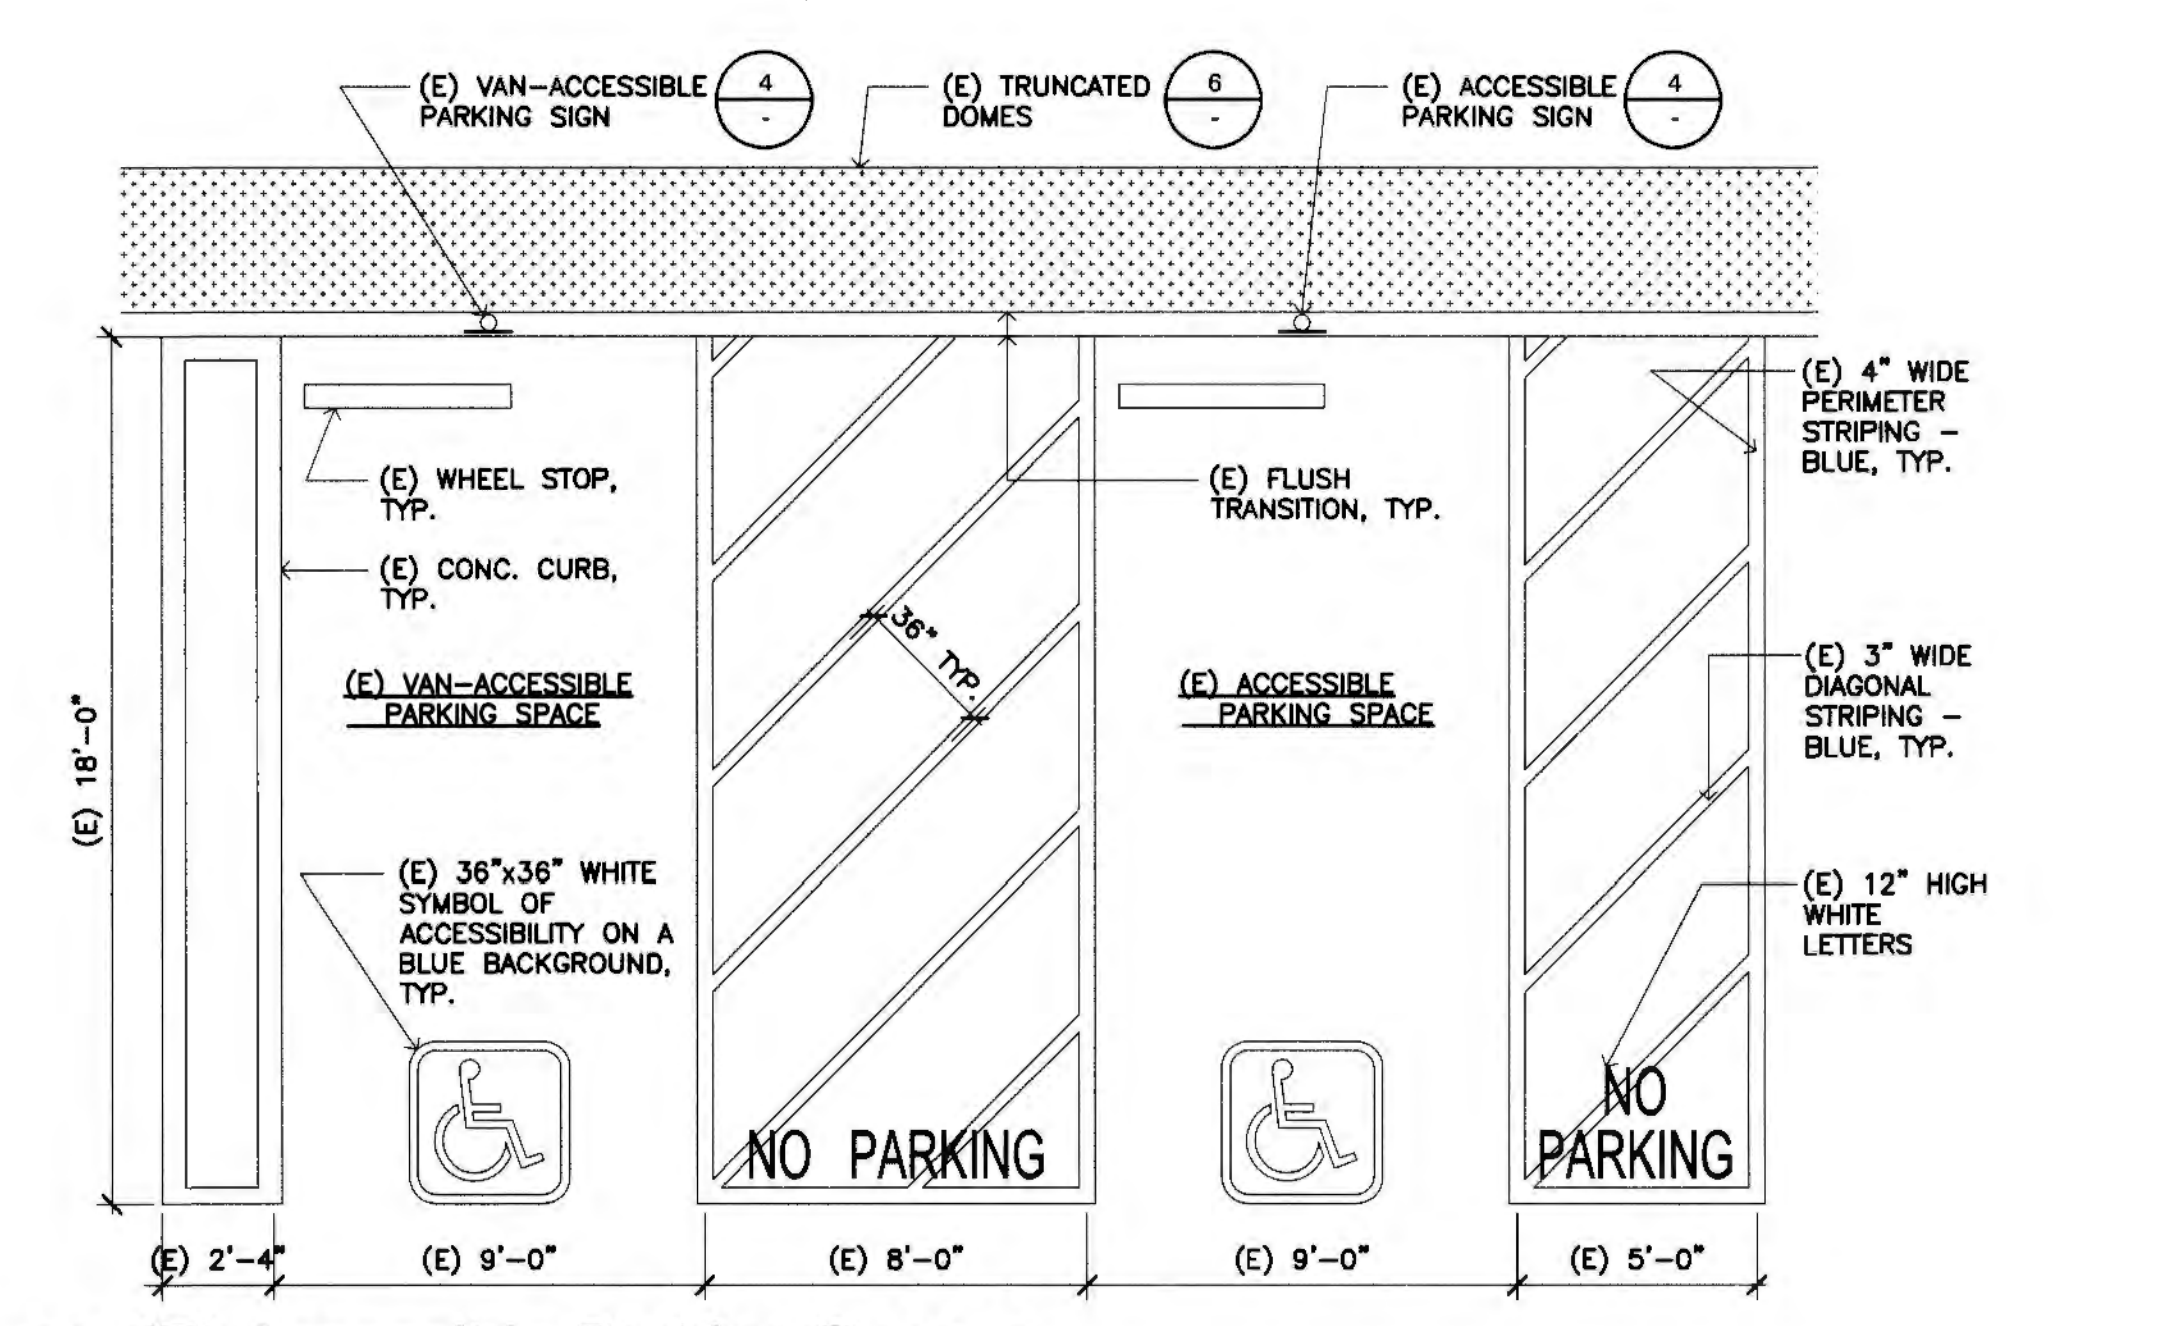 (E) VAN-ACCESSIBLE
PARKING SIGN
4
-
(E) TRUNCATED
DOMES
6
-
(E) ACCESSIBLE
PARKING SIGN
4
-
(E) 4" WIDE
PERIMETER
STRIPING -
BLUE, TYP.
(E) WHEEL STOP,
TYP.
(E) FLUSH
TRANSITION, TYP.
(E) CONC. CURB,
TYP.
36" TYP.
(E) VAN-ACCESSIBLE
PARKING SPACE
(E) ACCESSIBLE
PARKING SPACE
(E) 3" WIDE
DIAGONAL
STRIPING -
BLUE, TYP.
(E) 18'-0"
(E) 36"x36" WHITE
SYMBOL OF
ACCESSIBILITY ON A
BLUE BACKGROUND,
TYP.
(E) 12" HIGH
WHITE
LETTERS
NO PARKING
NO
PARKING
(E) 2'-4"
(E) 9'-0"
(E) 8'-0"
(E) 9'-0"
(E) 5'-0"